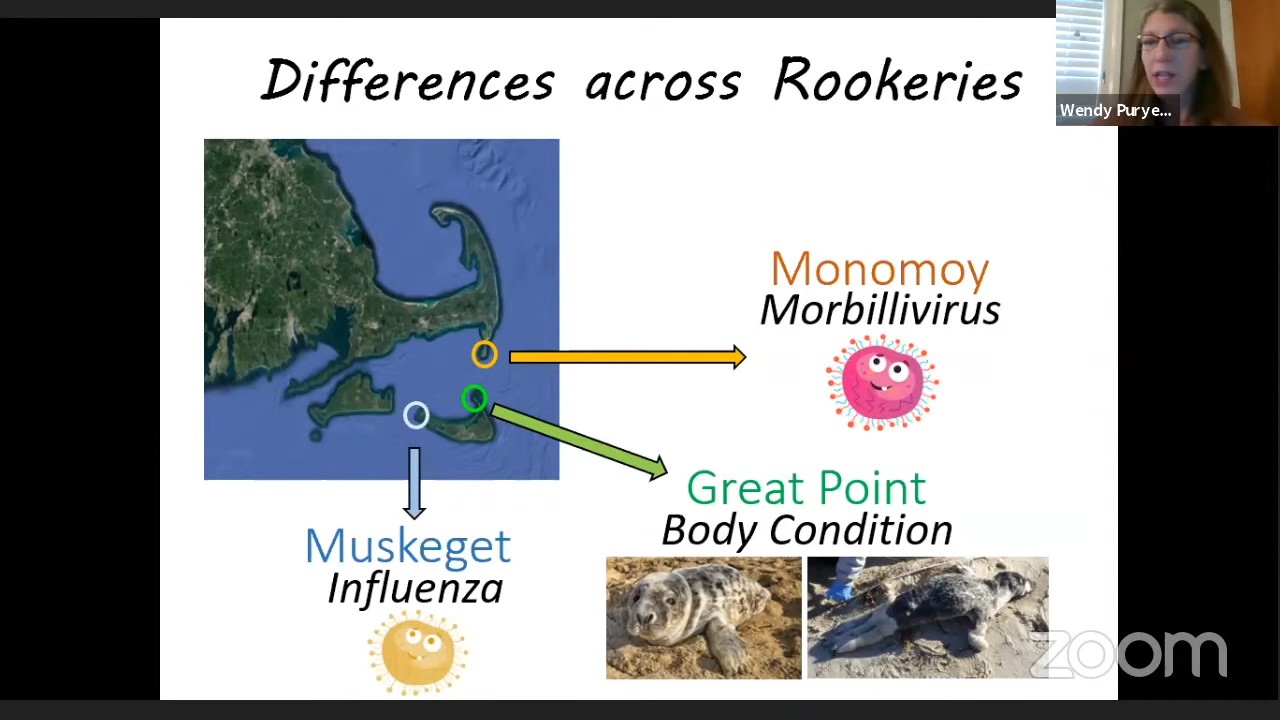 Differences across Rookeries
Wendy Purye...
Monomoy
Morbillivirus
Great Point
Body Condition
Muskeget
Influenza
zoom